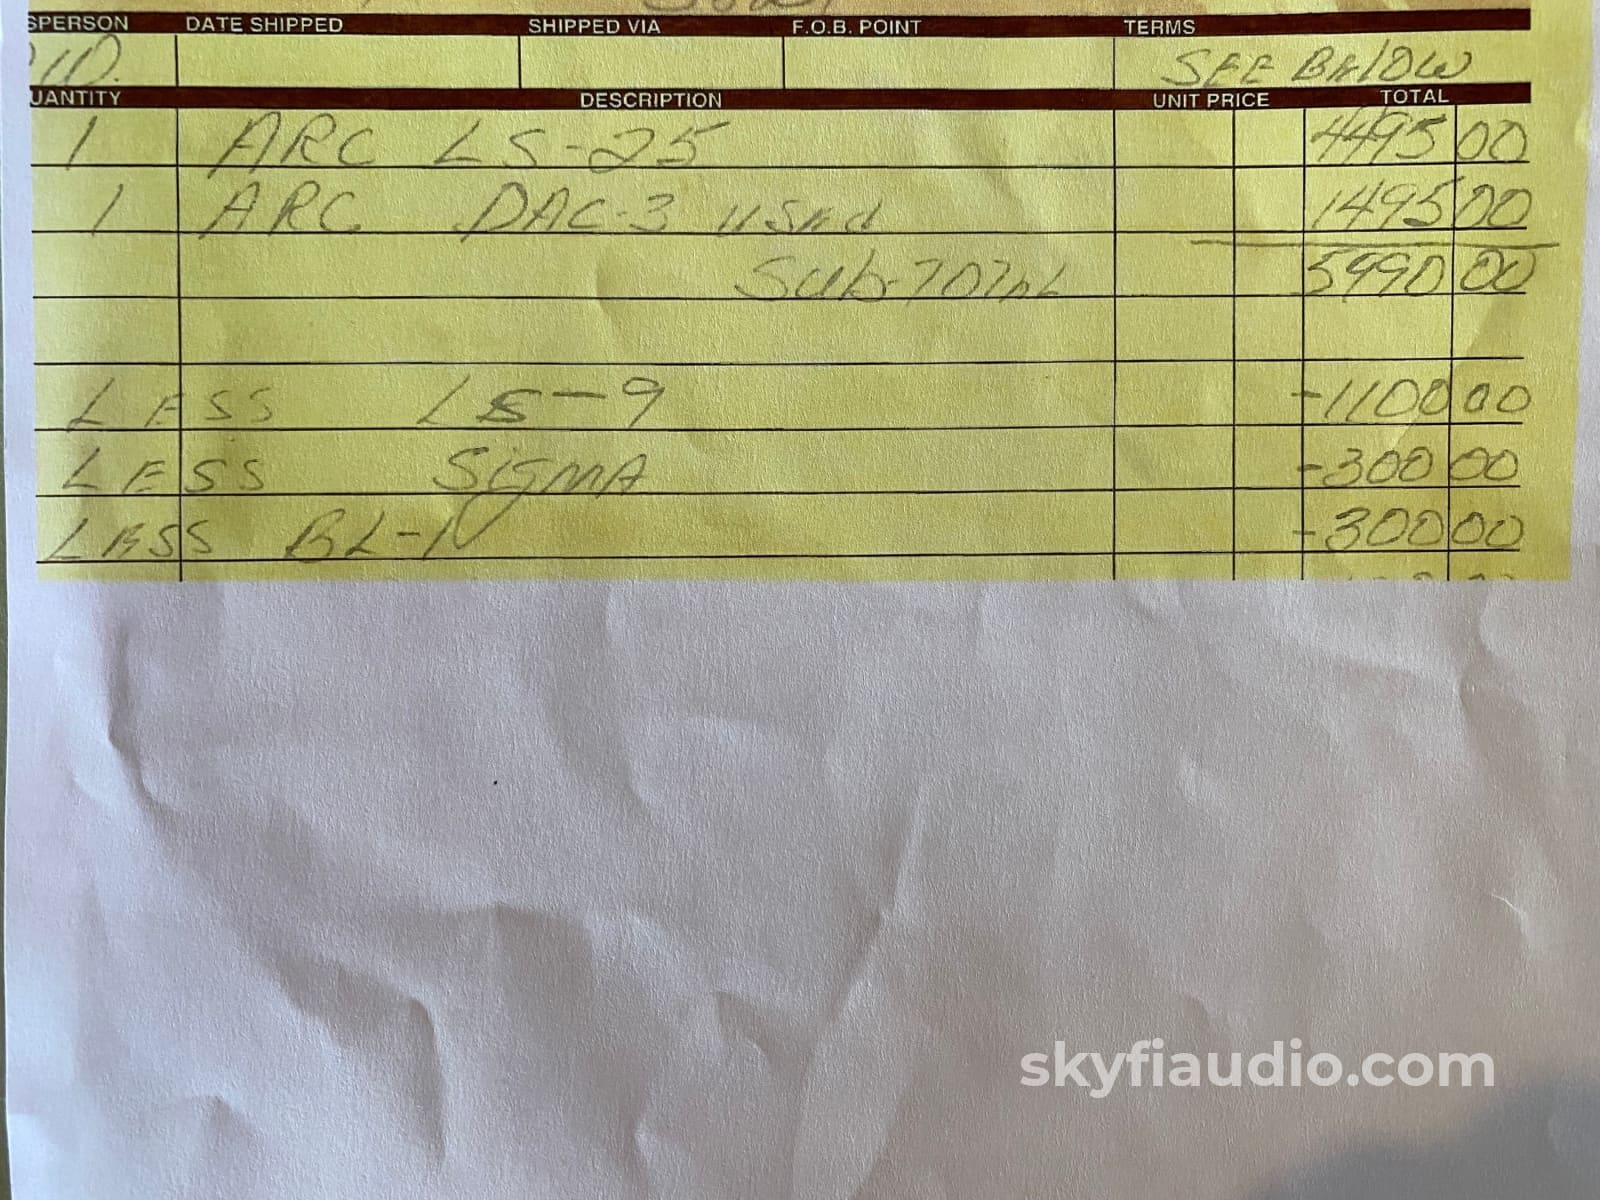 SPERSON DATE SHIPPED SHIPPED VIA F.O.B. POINT TERMS
SEE BELOW
UANTITY DESCRIPTION UNIT PRICE TOTAL
1 ARC LS-25 4495 00
1 ARC DAC-3 USED 1495 00
SUB-TOTAL 5990 00
LESS LS-9 -1100 00
LESS SIGMA -300 00
LESS BL-1 -300 00
skyfiaudio.com